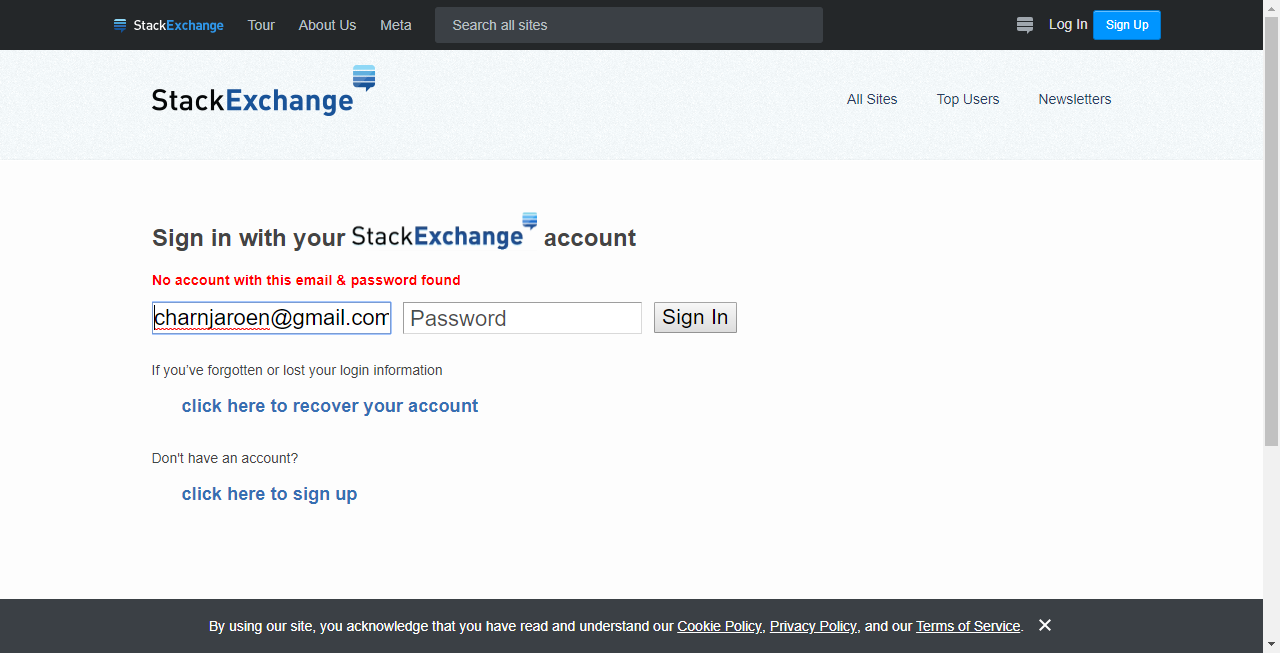 StackExchange Tour About Us Meta Search all sites Log In Sign Up
StackExchange All Sites Top Users Newsletters
Sign in with your StackExchange account
No account with this email & password found
charnjaroen@gmail.com Password Sign In
If you've forgotten or lost your login information
click here to recover your account
Don't have an account?
click here to sign up
By using our site, you acknowledge that you have read and understand our Cookie Policy, Privacy Policy, and our Terms of Service.